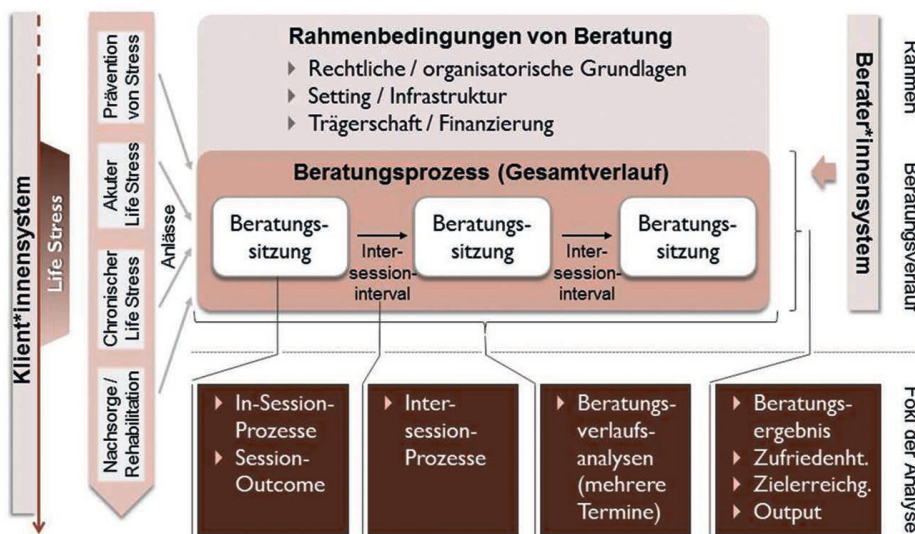 Klient*innensystem
Life Stress
Prävention
von Stress
Akuter
Life Stress
Chronischer
Life Stress
Nachsorge /
Rehabilitation
Anlässe
Rahmenbedingungen von Beratung
Rechtliche / organisatorische Grundlagen
Setting / Infrastruktur
Trägerschaft / Finanzierung
Beratungsprozess (Gesamtverlauf)
Beratungs-
sitzung
Inter-
session-
interval
Beratungs-
sitzung
Inter-
session-
interval
Beratungs-
sitzung
Berater*innensystem
Rahmen
Beratungsverlauf
Foki der Analyse
In-Session-
Prozesse
Session-
Outcome
Inter-
session-
Prozesse
Beratungs-
verlaufs-
analysen
(mehrere
Termine)
Beratungs-
ergebnis
Zufriedenht.
Zielerreichg.
Output